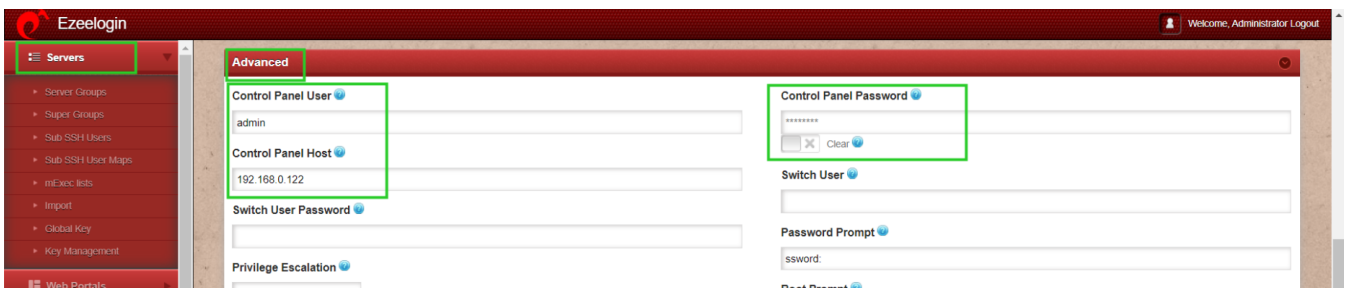 Ezeelogin
Welcome, Administrator Logout
Servers
Server Groups
Super Groups
Sub SSH Users
Sub SSH User Maps
mExec lists
Import
Global Key
Key Management
Web Portals
Advanced
Control Panel User
admin
Control Panel Password
********
Clear
Control Panel Host
192.168.0.122
Switch User
Switch User Password
Password Prompt
ssword:
Privilege Escalation
Root Prompt